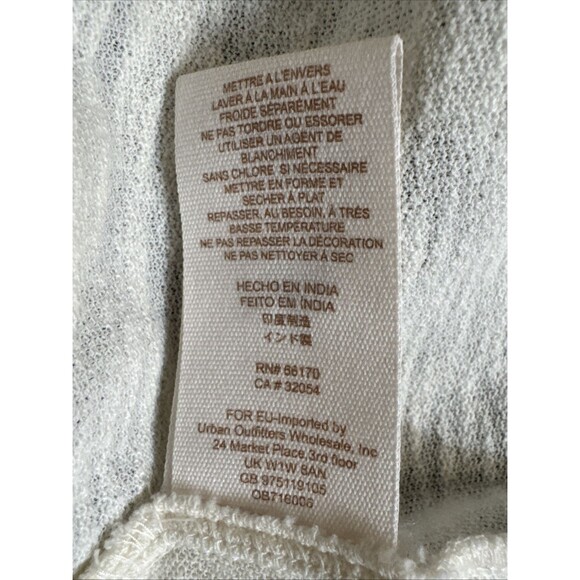 METTRE A L'ENVERS
LAVER À LA MAIN À L'EAU
FROIDE SÉPARÉMENT
NE PAS TORDRE OU ESSORER
UTILISER UN AGENT DE
BLANCHIMENT
SANS CHLORE SI NÉCESSAIRE
METTRE EN FORME ET
SECHER À PLAT
REPASSER, AU BESOIN, À TRÈS
BASSE TEMPÉRATURE
NE PAS REPASSER LA DÉCORATION
NE PAS NETTOYER À SEC
HECHO EN INDIA
FEITO EM INDIA
印度制造
インド製
RN# 66170
CA # 32054
FOR EU-Imported by
Urban Outfitters Wholesale, Inc
24 Market Place,3rd floor
UK W1W 8AN
GB 975119105
OB718006